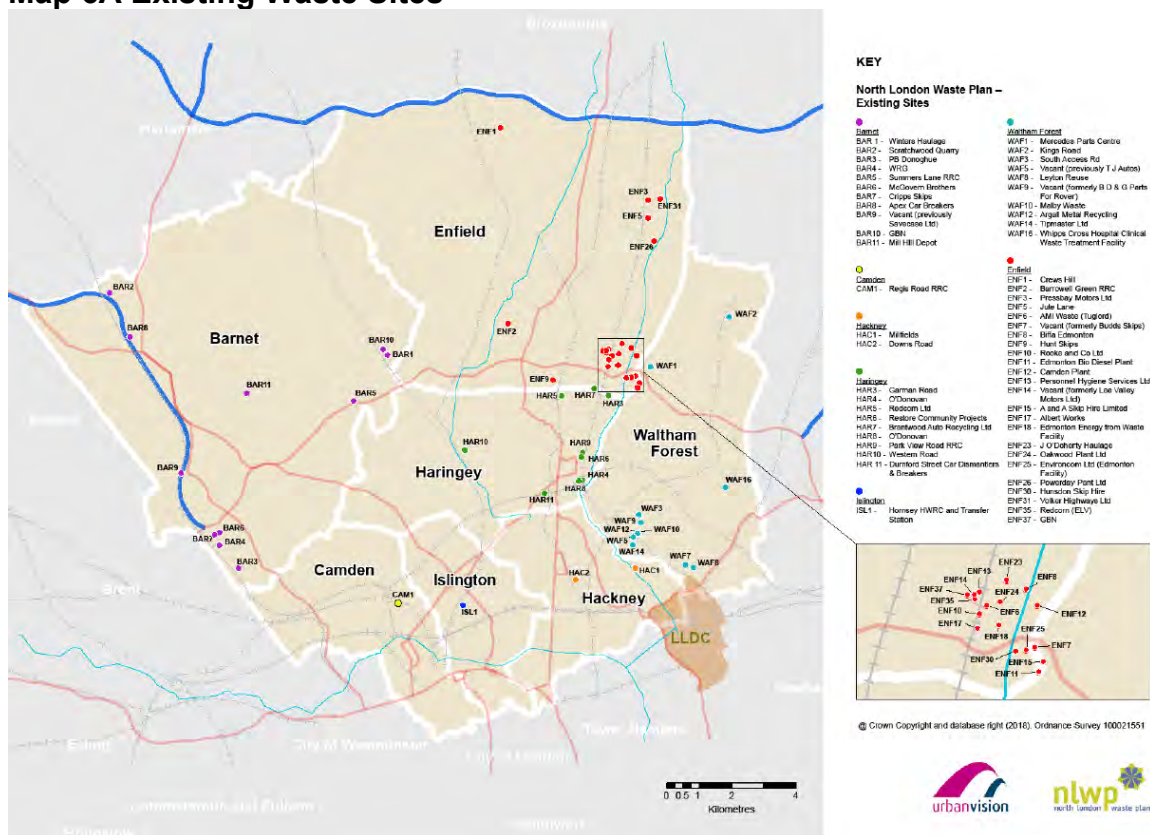 Map 6A Existing Waste Sites
KEY
North London Waste Plan –
Existing Sites
Barnet
BAR 1 - Winters Haulage
BAR2 - Scratchwood Quarry
BAR3 - PB Donoghue
BAR4 - WRG
BAR5 - Summers Lane RRC
BAR6 - McGovern Brothers
BAR7 - Cripps Skips
BAR8 - Apex Car Breakers
BAR9 - Vacant (previously
Savecase Ltd)
BAR10 - GBN
BAR11 - Mill Hill Depot
Camden
CAM1 - Regis Road RRC
Hackney
HAC1 - Millfields
HAC2 - Downs Road
Haringey
HAR3 - Garman Road
HAR4 - O'Donovan
HAR5 - Redcorn Ltd
HAR6 - Restore Community Projects
HAR7 - Brantwood Auto Recycling Ltd
HAR8 - O'Donovan
HAR9 - Park View Road RRC
HAR10 - Western Road
HAR 11 - Durnford Street Car Dismantlers
& Breakers
Islington
ISL1 - Hornsey HWRC and Transfer
Station
Waltham Forest
WAF1 - Mercedes Parts Centre
WAF2 - Kings Road
WAF3 - South Access Rd
WAF5 - Vacant (previously T J Autos)
WAF8 - Leyton Reuse
WAF9 - Vacant (formerly B D & G Parts
For Rover)
WAF10 - Malby Waste
WAF12 - Argall Metal Recycling
WAF14 - Tipmaster Ltd
WAF16 - Whipps Cross Hospital Clinical
Waste Treatment Facility
Enfield
ENF1 - Crews Hill
ENF2 - Barrowell Green RRC
ENF3 - Pressbay Motors Ltd
ENF5 - Jute Lane
ENF6 - AMI Waste (Tuglord)
ENF7 - Vacant (formerly Budds Skips)
ENF8 - Biffa Edmonton
ENF9 - Hunt Skips
ENF10 - Rooke and Co Ltd
ENF11 - Edmonton Bio Diesel Plant
ENF12 - Camden Plant
ENF13 - Personnel Hygiene Services Ltd
ENF14 - Vacant (formerly Lee Valley
Motors Ltd)
ENF15 - A and A Skip Hire Limited
ENF17 - Albert Works
ENF18 - Edmonton Energy from Waste
Facility
ENF23 - J O'Doherty Haulage
ENF24 - Oakwood Plant Ltd
ENF25 - Environcom Ltd (Edmonton
Facility)
ENF26 - Powerday Pant Ltd
ENF30 - Hunsdon Skip Hire
ENF31 - Volker Highways Ltd
ENF35 - Redcorn (ELV)
ENF37 - GBN
ENF1
ENF3
ENF31
ENF5
ENF26
Enfield
BAR2
BAR8
Barnet
ENF2
WAF2
BAR10
BAR1
WAF1
BAR11
BAR5
ENF9
HAR5
HAR7
HAR3
Waltham
Forest
HAR10
HAR9
HAR6
Haringey
HAR4
HAR8
HAR11
BAR9
WAF16
WAF3
WAF9
WAF12
WAF10
WAF5
WAF14
BAR6
BAR7
BAR4
BAR3
WAF7
WAF8
Camden
Islington
HAC2
HAC1
Hackney
CAM1
ISL1
LLDC
Brent
Ealing
City of Westminster
Tower Hamlets
0 0.5 1 2 4
Kilometres
ENF23
ENF13
ENF14
ENF37
ENF24
ENF8
ENF35
ENF10
ENF6
ENF12
ENF17
ENF18
ENF25
ENF7
ENF30
ENF15
ENF11
@ Crown Copyright and database right (2018). Ordnance Survey 100021551
urbanvision
nlwp
north london waste plan